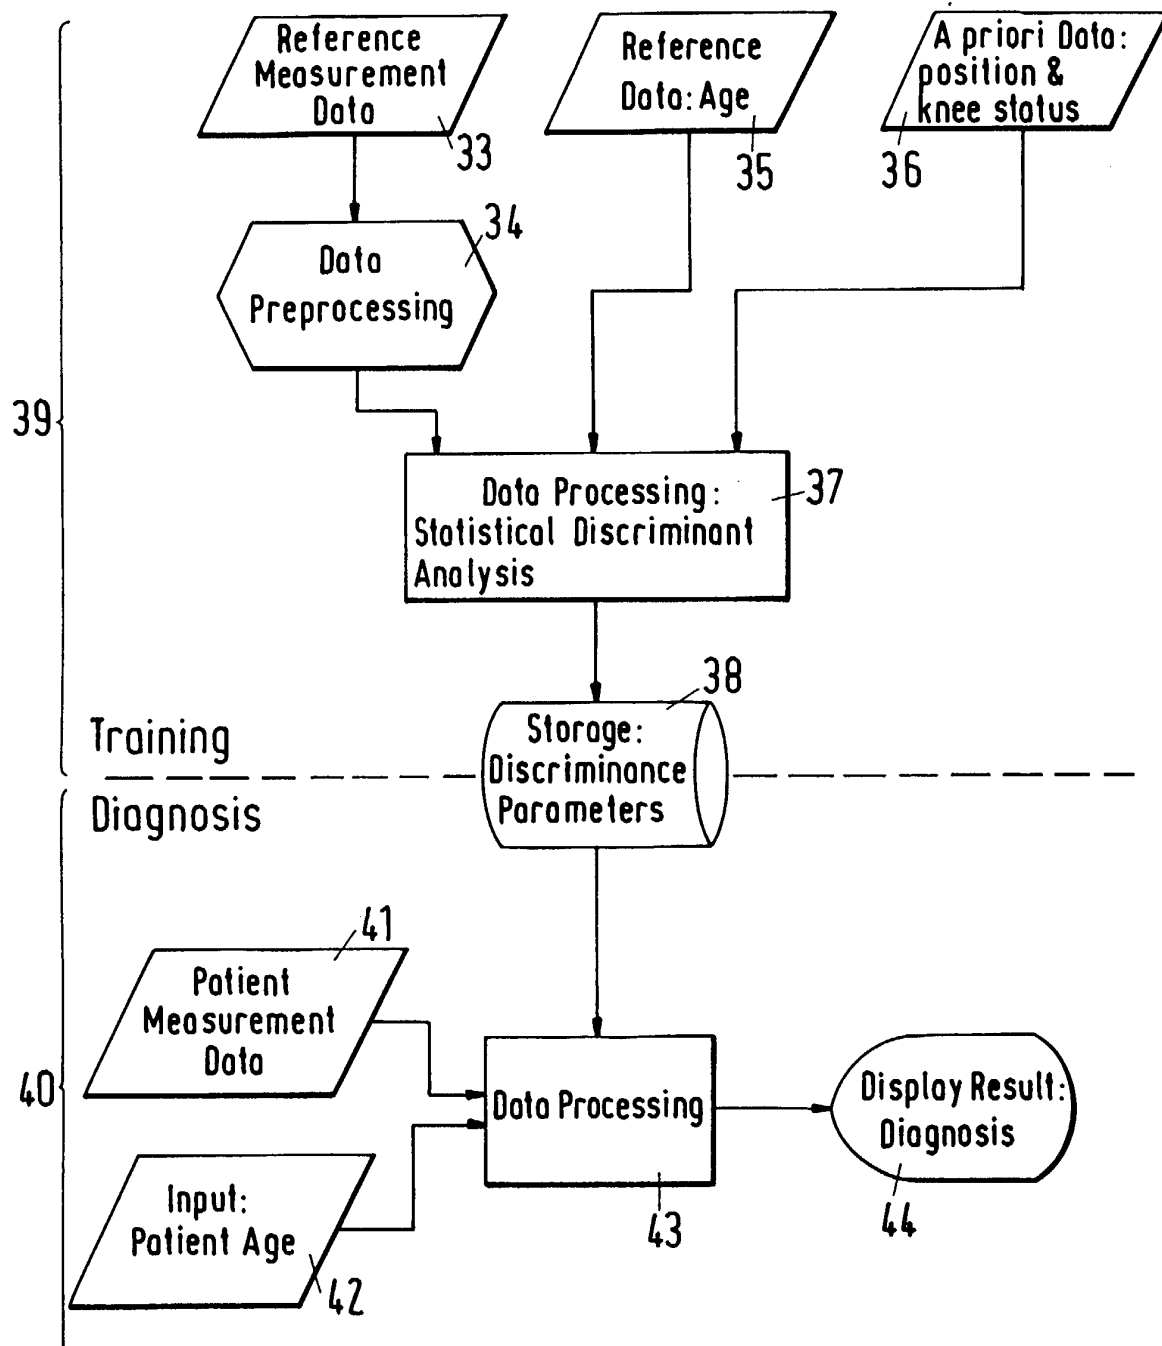 Reference
Measurement
Data
33
Reference
Data: Age
35
A priori Data:
position &
knee status
36
34
Data
Preprocessing
39
Data Processing:
Statistical Discriminant
Analysis
37
38
Storage:
Discriminance
Parameters
Training
Diagnosis
41
Patient
Measurement
Data
40
Data Processing
43
Display Result:
Diagnosis
44
Input:
Patient Age
42